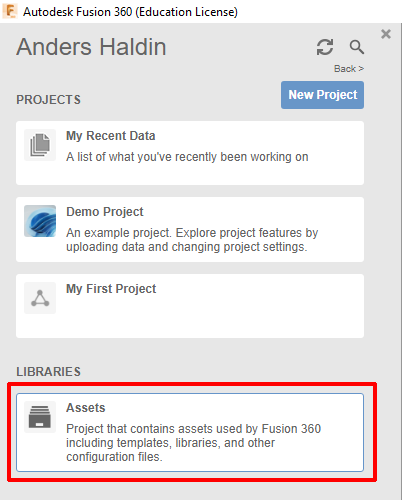 Autodesk Fusion 360 (Education License)
Anders Haldin
Back >
PROJECTS
New Project
My Recent Data
A list of what you've recently been working on
Demo Project
An example project. Explore project features by
uploading data and changing project settings.
My First Project
LIBRARIES
Assets
Project that contains assets used by Fusion 360
including templates, libraries, and other
configuration files.